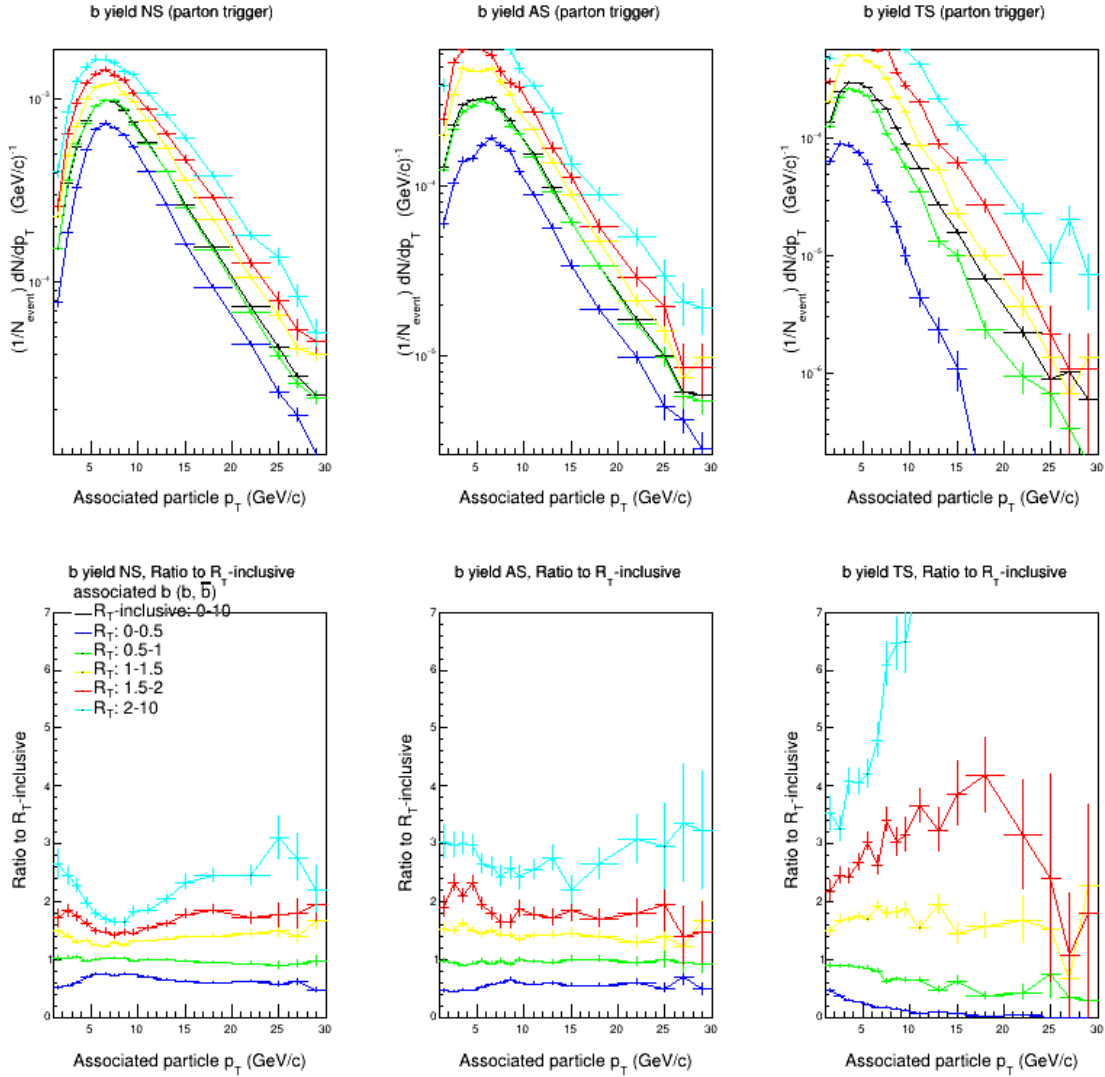 b yield NS (parton trigger)
(1/N_event) dN/dp_T (GeV/c)^-1
10^-3
10^-4
5 10 15 20 25 30
Associated particle p_T (GeV/c)
b yield AS (parton trigger)
(1/N_event) dN/dp_T (GeV/c)^-1
10^-4
10^-5
5 10 15 20 25 30
Associated particle p_T (GeV/c)
b yield TS (parton trigger)
(1/N_event) dN/dp_T (GeV/c)^-1
10^-4
10^-5
10^-6
5 10 15 20 25 30
Associated particle p_T (GeV/c)
b yield NS, Ratio to R_T-inclusive
associated b (b, b̅)
R_T-inclusive: 0-10
R_T: 0-0.5
R_T: 0.5-1
R_T: 1-1.5
R_T: 1.5-2
R_T: 2-10
Ratio to R_T-inclusive
7
6
5
4
3
2
1
0
5 10 15 20 25 30
Associated particle p_T (GeV/c)
b yield AS, Ratio to R_T-inclusive
Ratio to R_T-inclusive
7
6
5
4
3
2
1
0
5 10 15 20 25 30
Associated particle p_T (GeV/c)
b yield TS, Ratio to R_T-inclusive
Ratio to R_T-inclusive
7
6
5
4
3
2
1
0
5 10 15 20 25 30
Associated particle p_T (GeV/c)